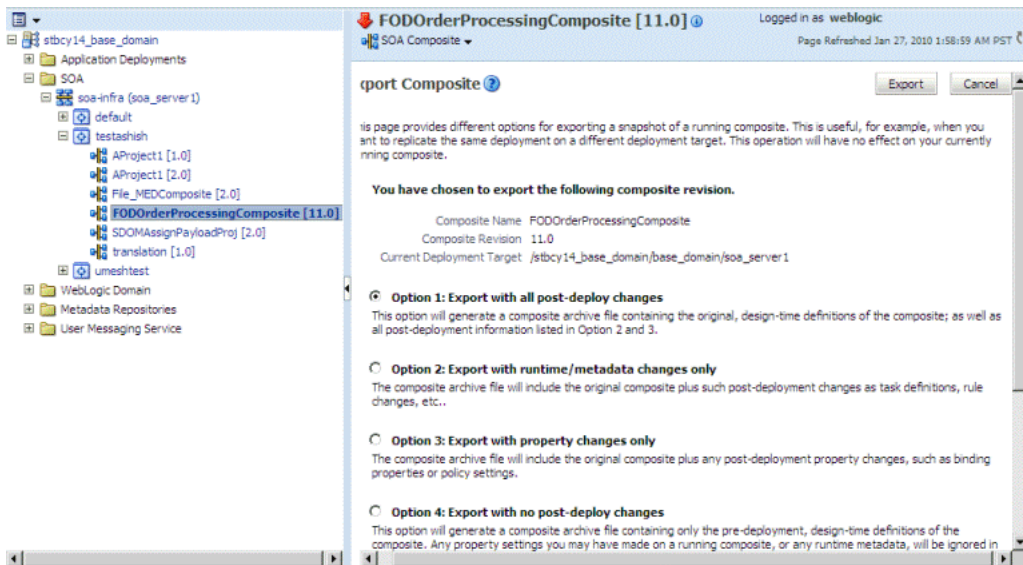 stbcy14_base_domain
Application Deployments
SOA
soa-infra (soa_server1)
default
testashish
AProject1 [1.0]
AProject1 [2.0]
File_MEDComposite [2.0]
FODOrderProcessingComposite [11.0]
SDOMAssignPayloadProj [2.0]
translation [1.0]
umeshtest
WebLogic Domain
Metadata Repositories
User Messaging Service
FODOrderProcessingComposite [11.0]
Logged in as weblogic
SOA Composite
Page Refreshed Jan 27, 2010 1:58:59 AM PST
xport Composite
Export Cancel
his page provides different options for exporting a snapshot of a running composite. This is useful, for example, when you
ant to replicate the same deployment on a different deployment target. This operation will have no effect on your currently
nning composite.
You have chosen to export the following composite revision.
Composite Name FODOrderProcessingComposite
Composite Revision 11.0
Current Deployment Target /stbcy14_base_domain/base_domain/soa_server1
Option 1: Export with all post-deploy changes
This option will generate a composite archive file containing the original, design-time definitions of the composite; as well as
all post-deployment information listed in Option 2 and 3.
Option 2: Export with runtime/metadata changes only
The composite archive file will include the original composite plus such post-deployment changes as task definitions, rule
changes, etc..
Option 3: Export with property changes only
The composite archive file will include the original composite plus any post-deployment property changes, such as binding
properties or policy settings.
Option 4: Export with no post-deploy changes
This option will generate a composite archive file containing only the pre-deployment, design-time definitions of the
composite. Any property settings you may have made on a running composite, or any runtime metadata, will be ignored in